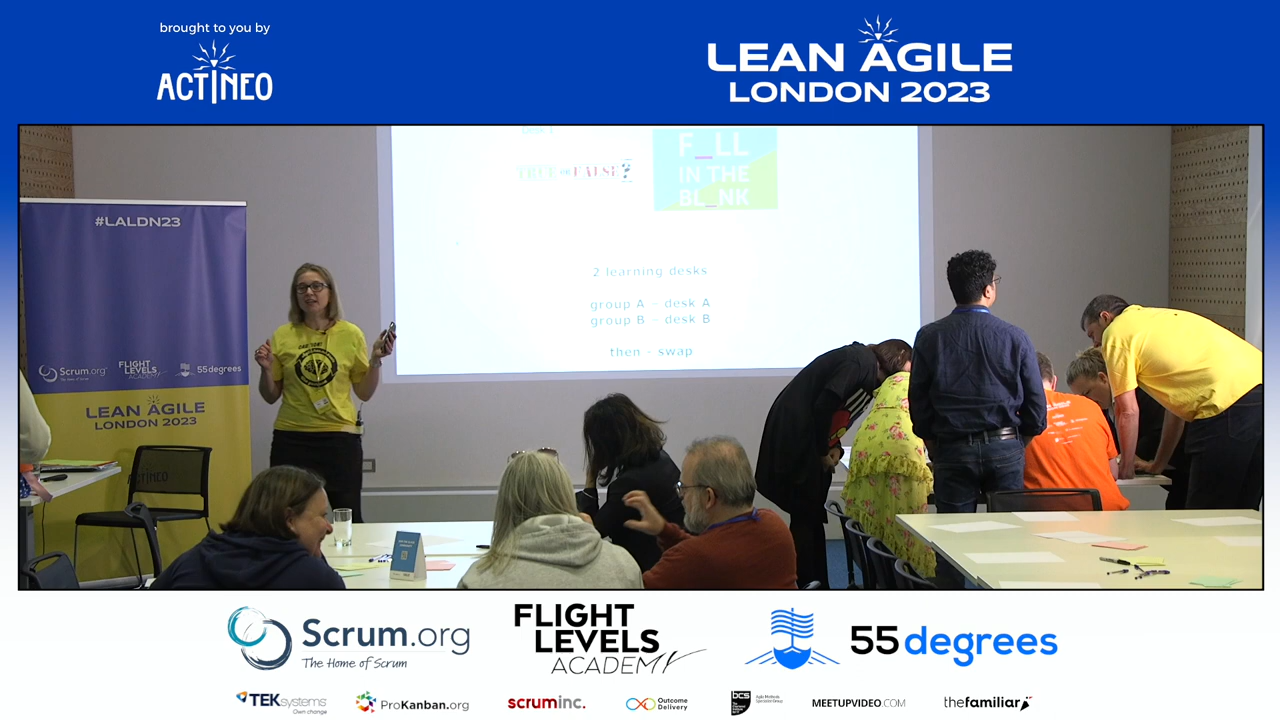 brought to you by
ACTINEO
LEAN AGILE
LONDON 2023
#LALDN23
Scrum.org
FLIGHT
LEVELS
ACADEMY
55degrees
LEAN AGILE
LONDON 2023
ACTINEO
TRUE OR FALSE?
F_LL
IN THE
BL_NK
2 learning desks
group A - desk A
group B - desk B
then - swap
Scrum.org
The Home of Scrum
FLIGHT
LEVELS
ACADEMY
55degrees
TEKsystems
Own change
ProKanban.org
scruminc.
Outcome
Delivery
bcs
MEETUPVIDEO.COM
thefamiliar